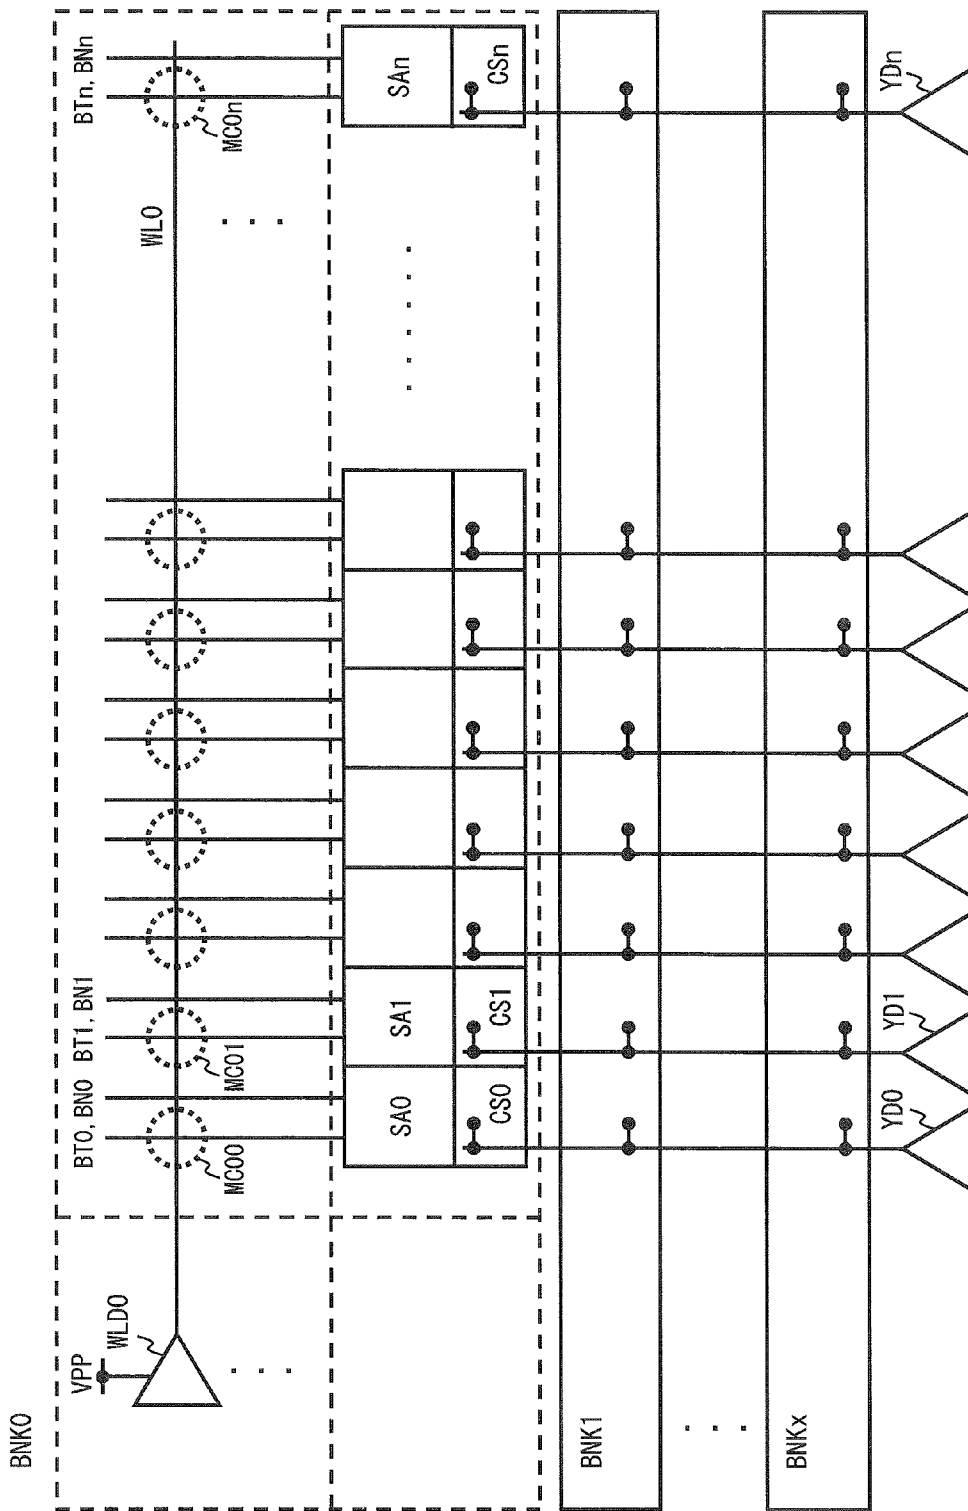 BNK0
VPP
WLD0
BT0, BN0
BT1, BN1
BTn, BNn
WL0
MC00
MC01
MC0n
SA0
SA1
SAn
CS0
CS1
CSn
BNK1
BNKx
YD0
YD1
YDn